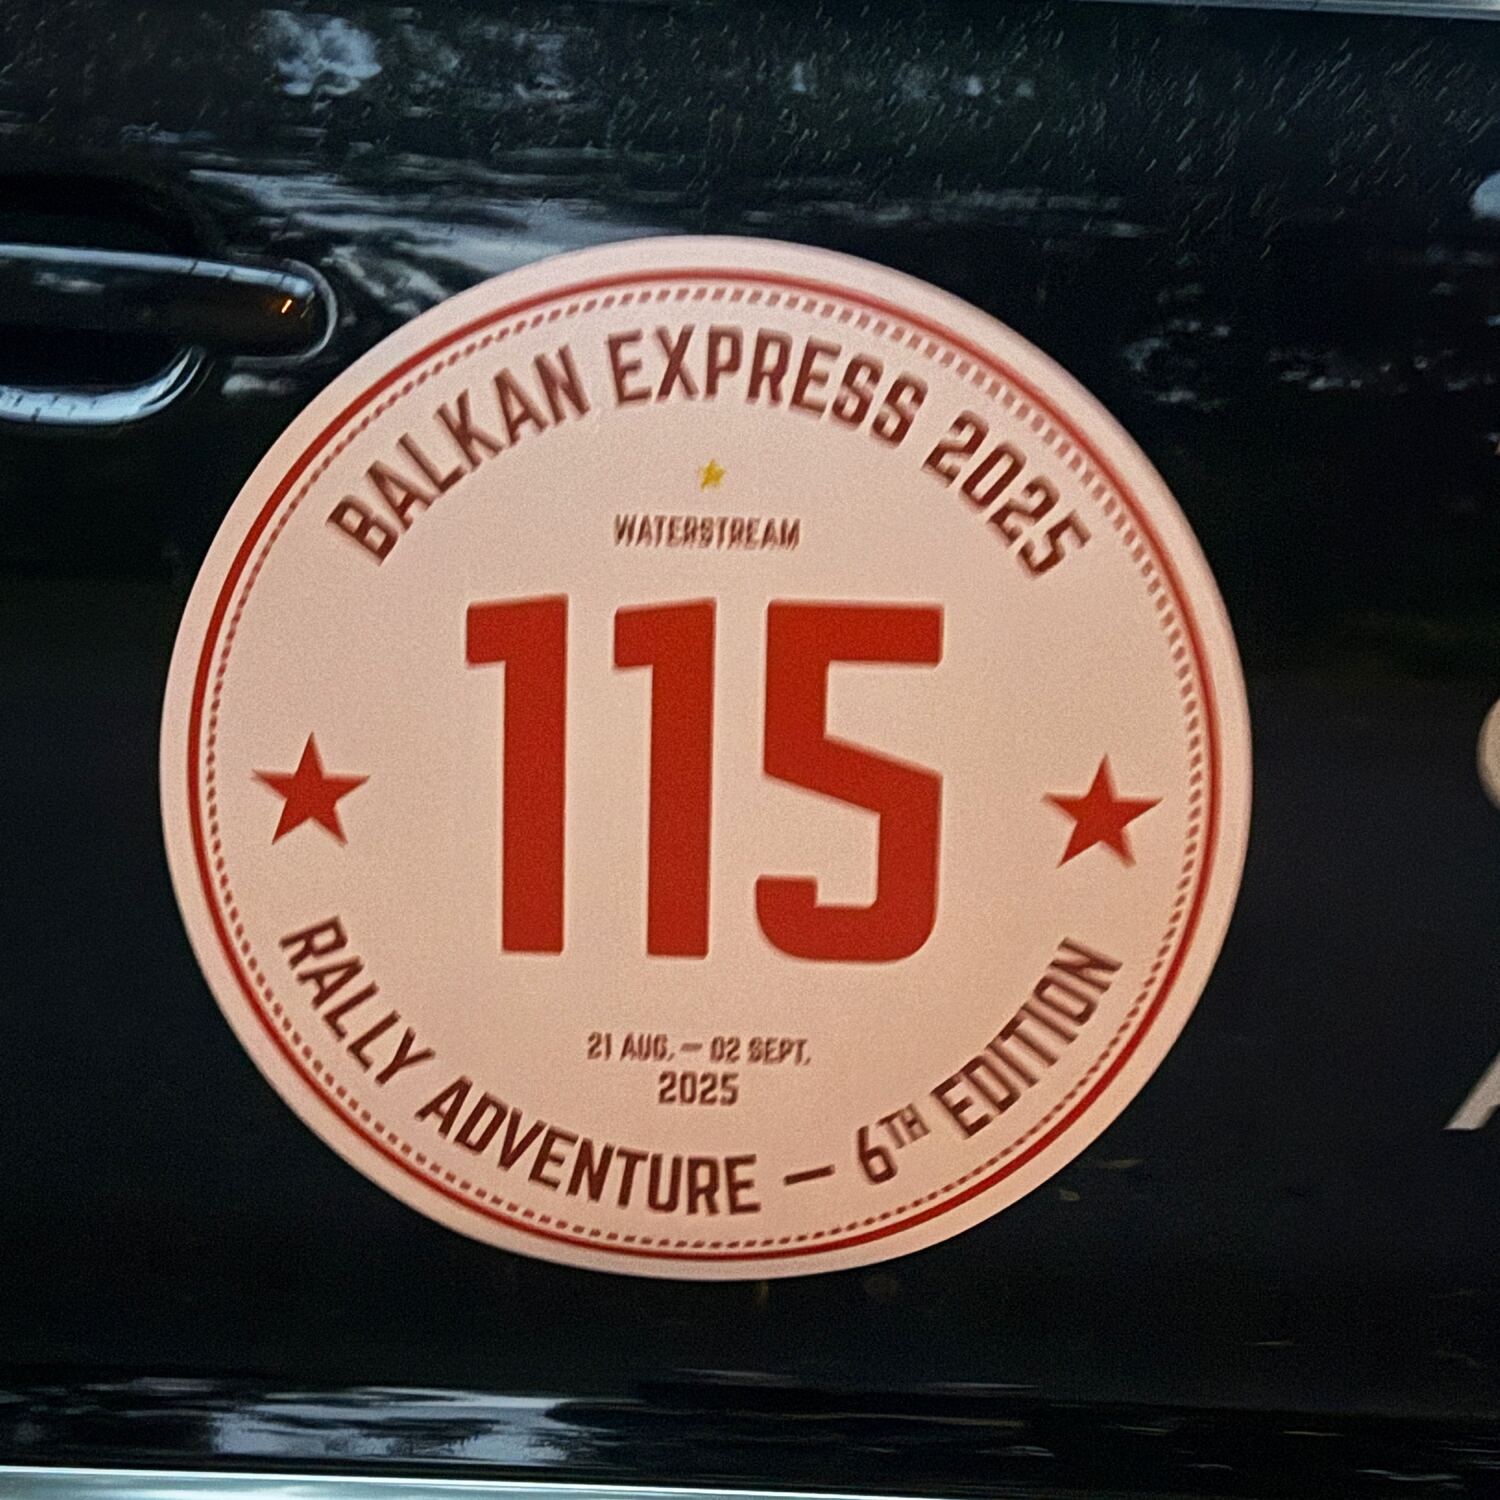 BALKAN EXPRESS 2025
WATERSTREAM
115
21 AUG. — 02 SEPT.
2025
RALLY ADVENTURE — 6TH EDITION